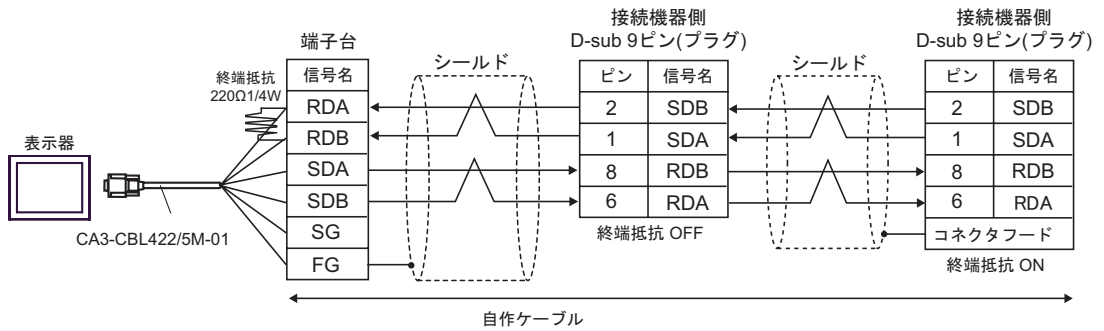 接続機器側
D-sub 9ピン(プラグ)
接続機器側
D-sub 9ピン(プラグ)
端子台
シールド
シールド
終端抵抗
220Ω1/4W
信号名
ピン 信号名
ピン 信号名
RDA
2 SDB
2 SDB
RDB
1 SDA
1 SDA
表示器
SDA
8 RDB
8 RDB
SDB
6 RDA
6 RDA
CA3-CBL422/5M-01
SG
終端抵抗 OFF
コネクタフード
FG
終端抵抗 ON
自作ケーブル